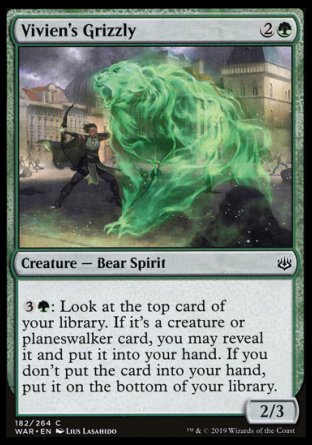 Vivien's Grizzly 2
Creature — Bear Spirit
3: Look at the top card of
your library. If it's a creature or
planeswalker card, you may reveal
it and put it into your hand. If you
don't put the card into your hand,
put it on the bottom of your library.
2/3
182/264 C
WAR • EN Lius Lasahido
™ & © 2019 Wizards of the Coast